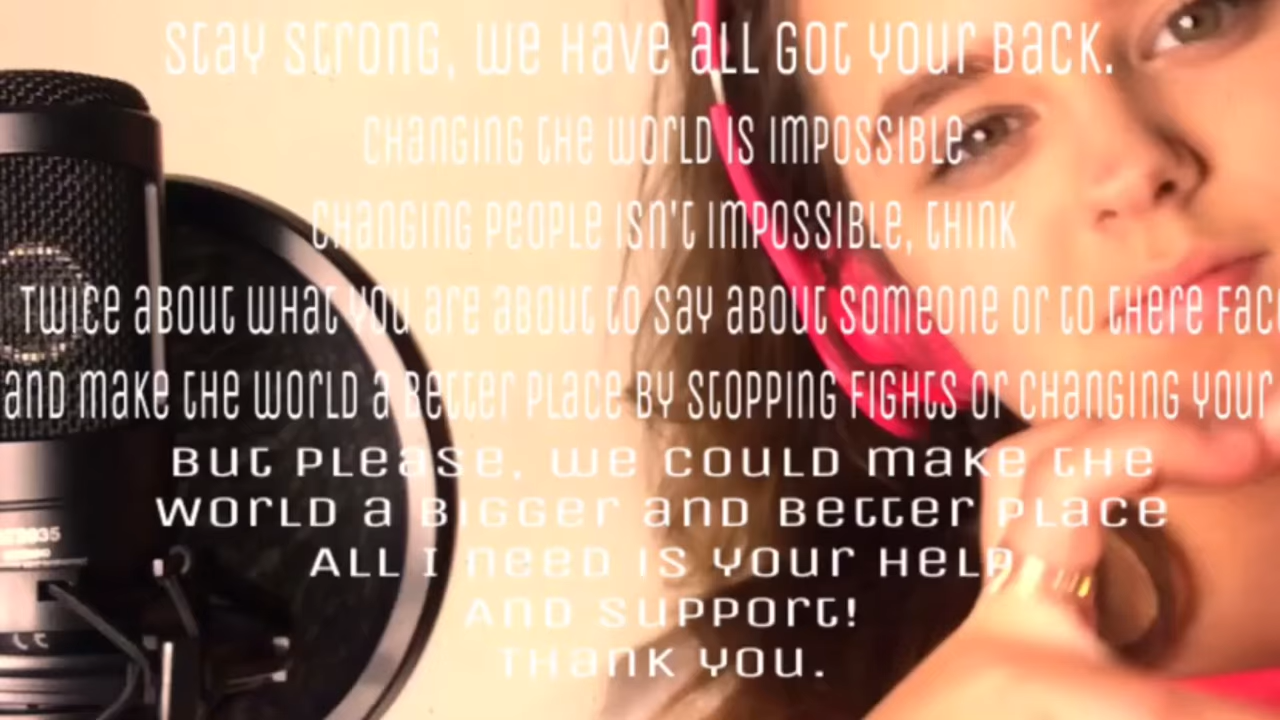 Stay strong, we have all got your back.
Changing the world is impossible
Changing people isn't impossible, think
twice about what you are about to say about someone or to there fac
and make the world a better place by stopping fights or changing your
But please, we could make the
world a bigger and better place
All I need is your help
and support!
Thank you.